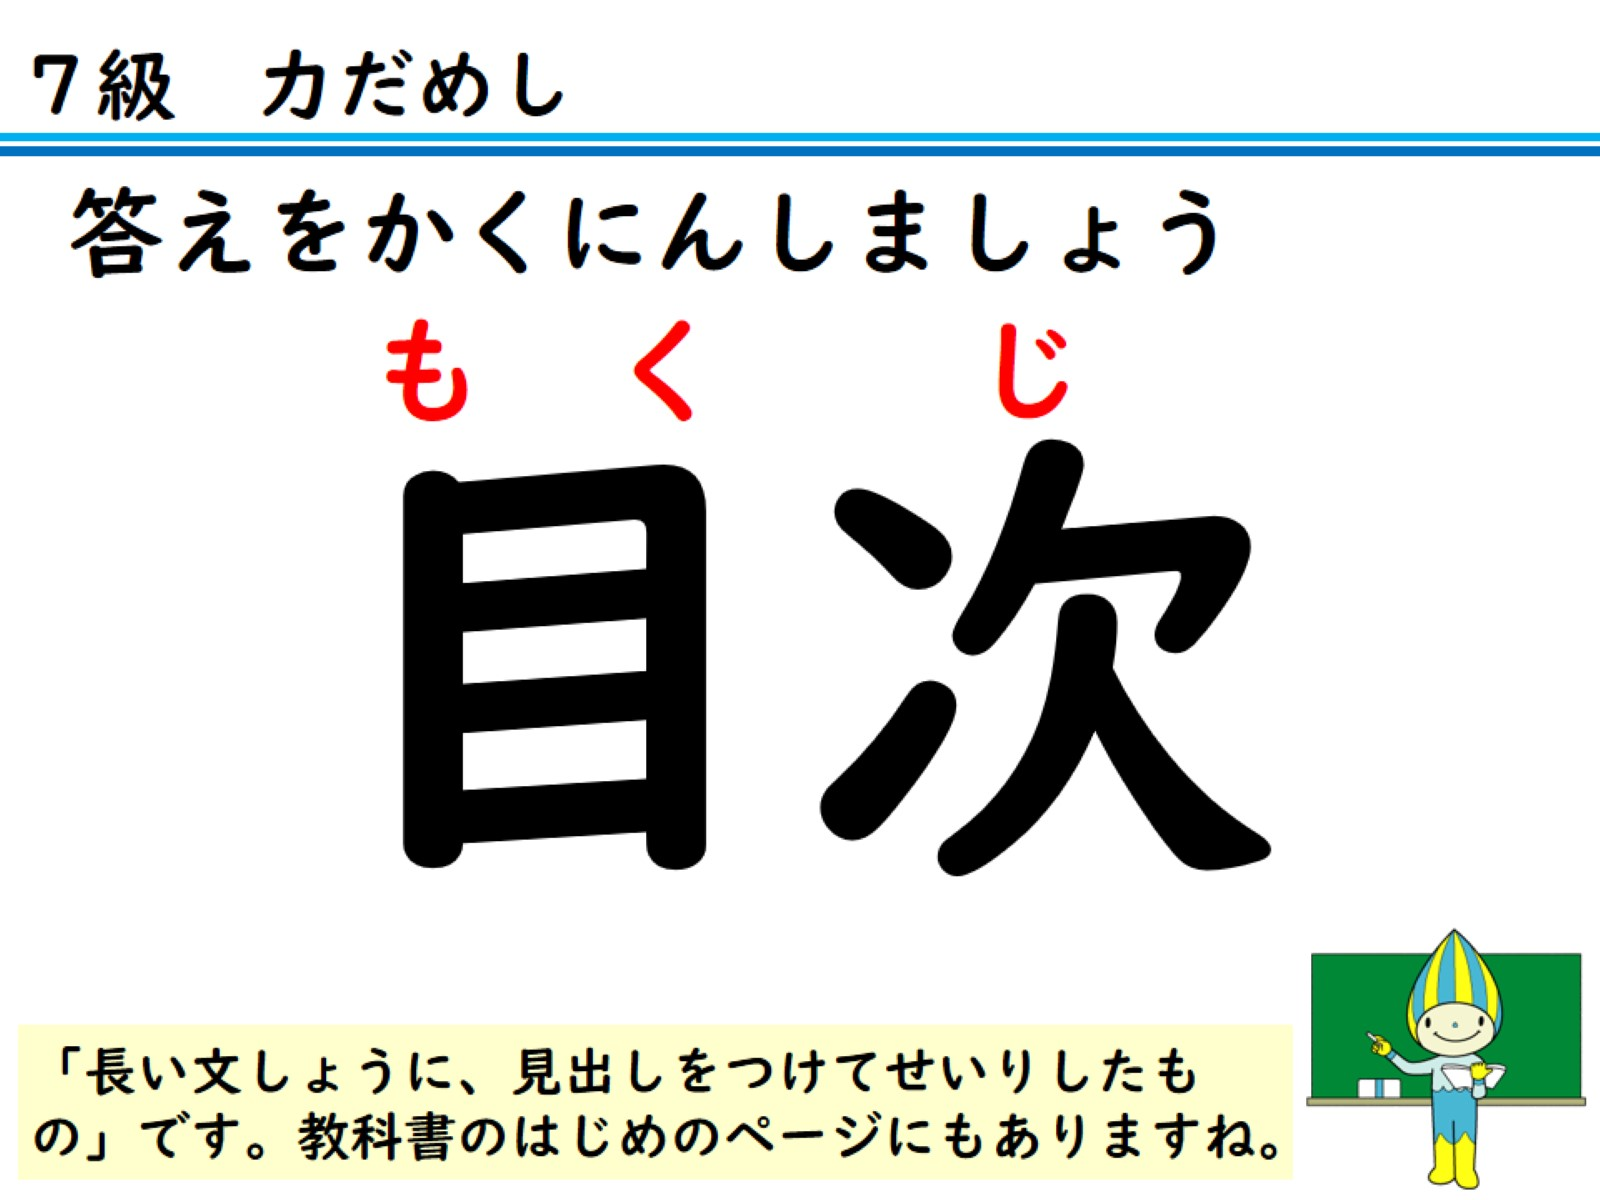 ７級　力だめし
答えをかくにんしましょう
もく　じ
目次
「長い文しょうに、見出しをつけてせいりしたも
の」です。教科書のはじめのページにもありますね。